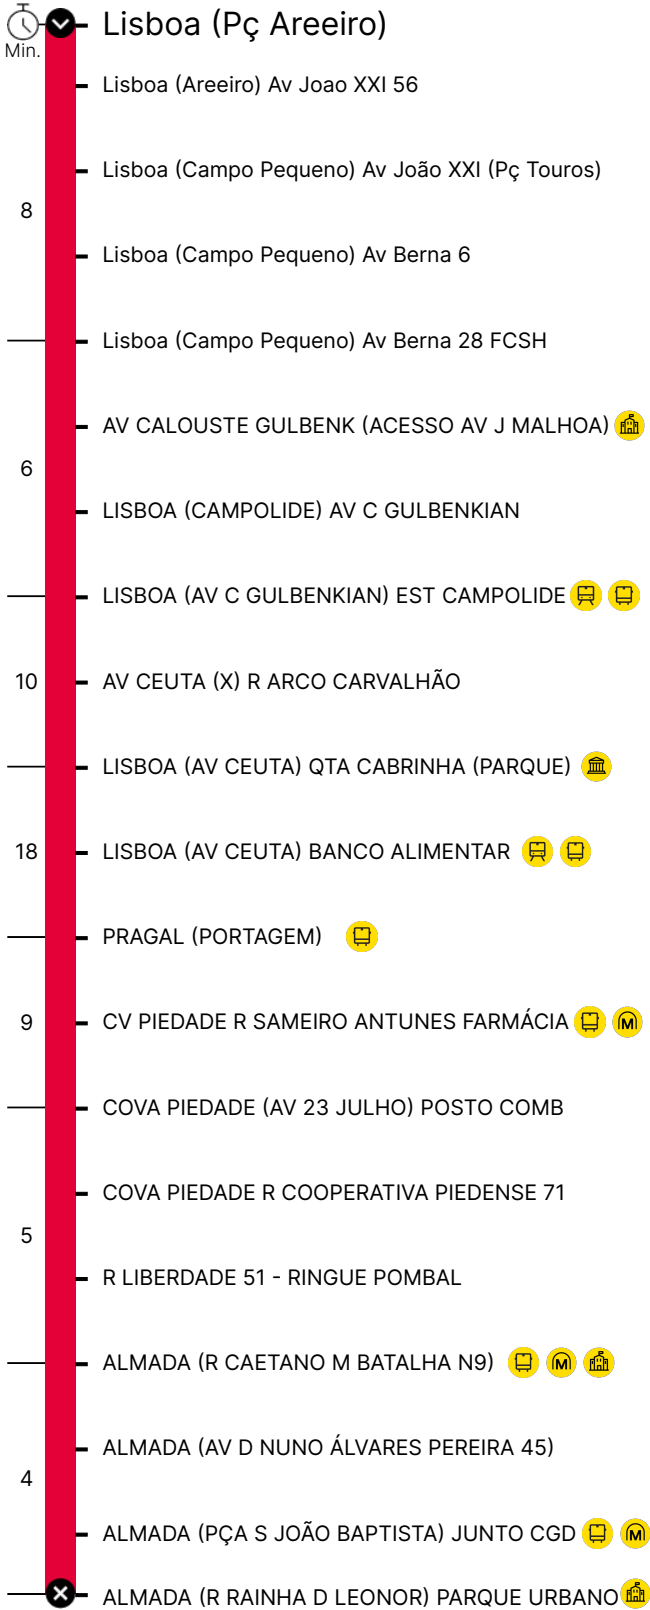 Lisboa (Pç Areeiro)
Min.
Lisboa (Areeiro) Av Joao XXI 56
Lisboa (Campo Pequeno) Av João XXI (Pç Touros)
8
Lisboa (Campo Pequeno) Av Berna 6
Lisboa (Campo Pequeno) Av Berna 28 FCSH
AV CALOUSTE GULBENK (ACESSO AV J MALHOA)
6
LISBOA (CAMPOLIDE) AV C GULBENKIAN
LISBOA (AV C GULBENKIAN) EST CAMPOLIDE
10 AV CEUTA (X) R ARCO CARVALHÃO
LISBOA (AV CEUTA) QTA CABRINHA (PARQUE)
18 LISBOA (AV CEUTA) BANCO ALIMENTAR
PRAGAL (PORTAGEM)
9 CV PIEDADE R SAMEIRO ANTUNES FARMÁCIA M
COVA PIEDADE (AV 23 JULHO) POSTO COMB
COVA PIEDADE R COOPERATIVA PIEDENSE 71
5
R LIBERDADE 51 - RINGUE POMBAL
ALMADA (R CAETANO M BATALHA N9) M
ALMADA (AV D NUNO ÁLVARES PEREIRA 45)
4
ALMADA (PÇA S JOÃO BAPTISTA) JUNTO CGD M
ALMADA (R RAINHA D LEONOR) PARQUE URBANO